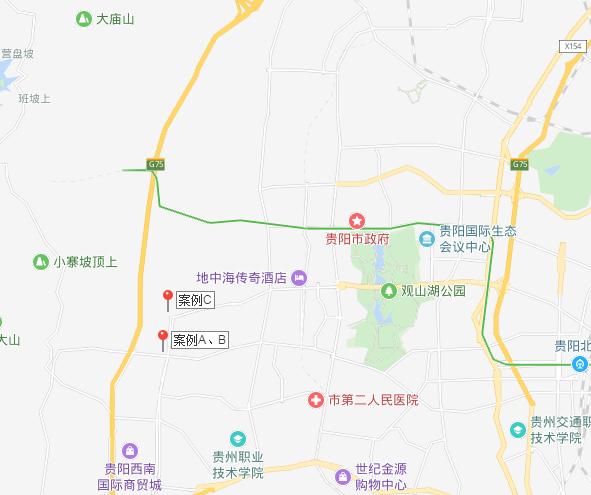 大庙山
X154
营盘坡
班坡上
G75
G75
贵阳市政府
贵阳国际生态
会议中心
小寨坡顶上
地中海传奇酒店
观山湖公园
案例C
案例A、B
大山
贵阳北
市第二人民医院
贵州交通职
技术学院
贵州职业
技术学院
贵阳西南
国际商贸城
世纪金源
购物中心